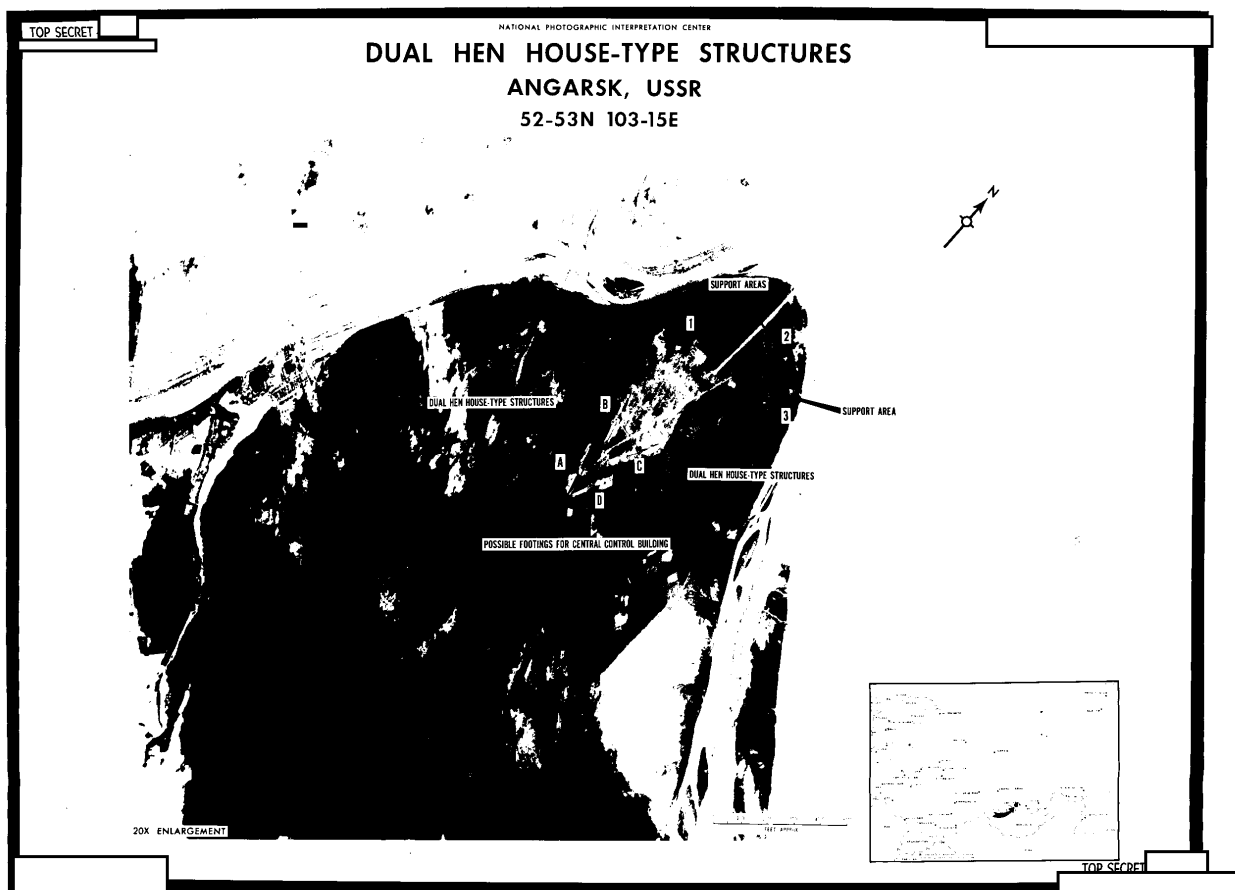 TOP SECRET
NATIONAL PHOTOGRAPHIC INTERPRETATION CENTER
DUAL HEN HOUSE-TYPE STRUCTURES
ANGARSK, USSR
52-53N 103-15E
N
SUPPORT AREAS
1
2
DUAL HEN HOUSE-TYPE STRUCTURES
B
3
SUPPORT AREA
A
C
DUAL HEN HOUSE-TYPE STRUCTURES
D
POSSIBLE FOOTINGS FOR CENTRAL CONTROL BUILDING
20X ENLARGEMENT
FEET APPROX
TOP SECRET